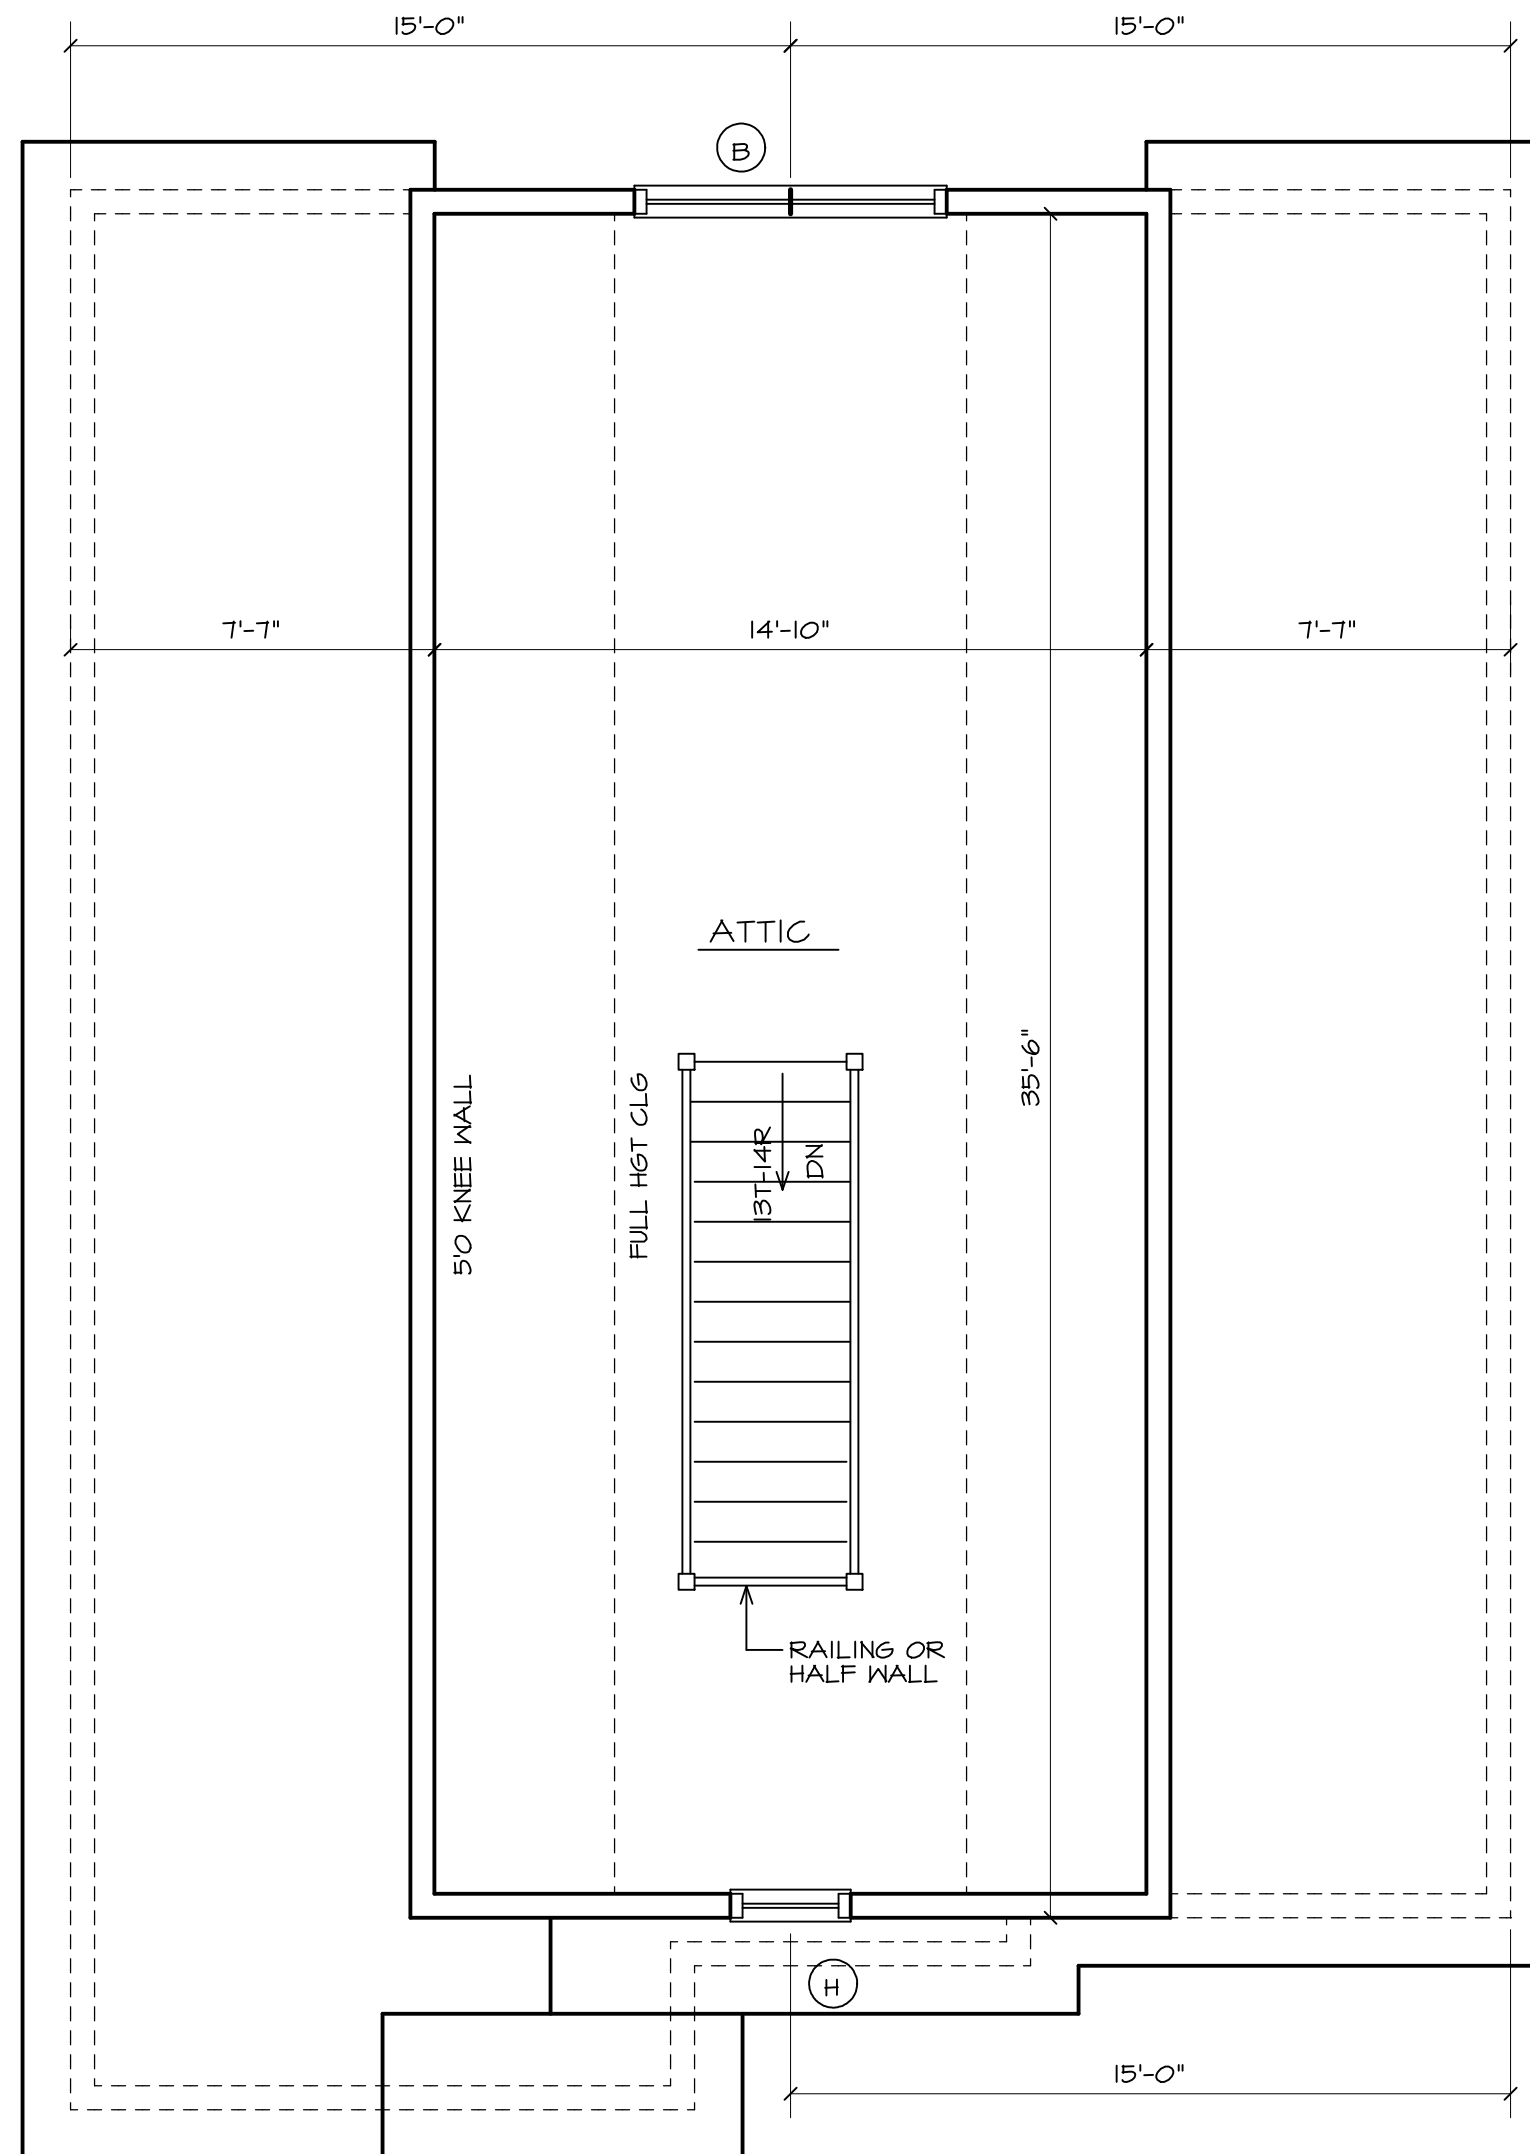 15'-0"
15'-0"
B
7'-7"
14'-10"
7'-7"
ATTIC
35'-6"
5'0 KNEE WALL
FULL HGT CLG
13T-14R
DN
RAILING OR
HALF WALL
H
15'-0"